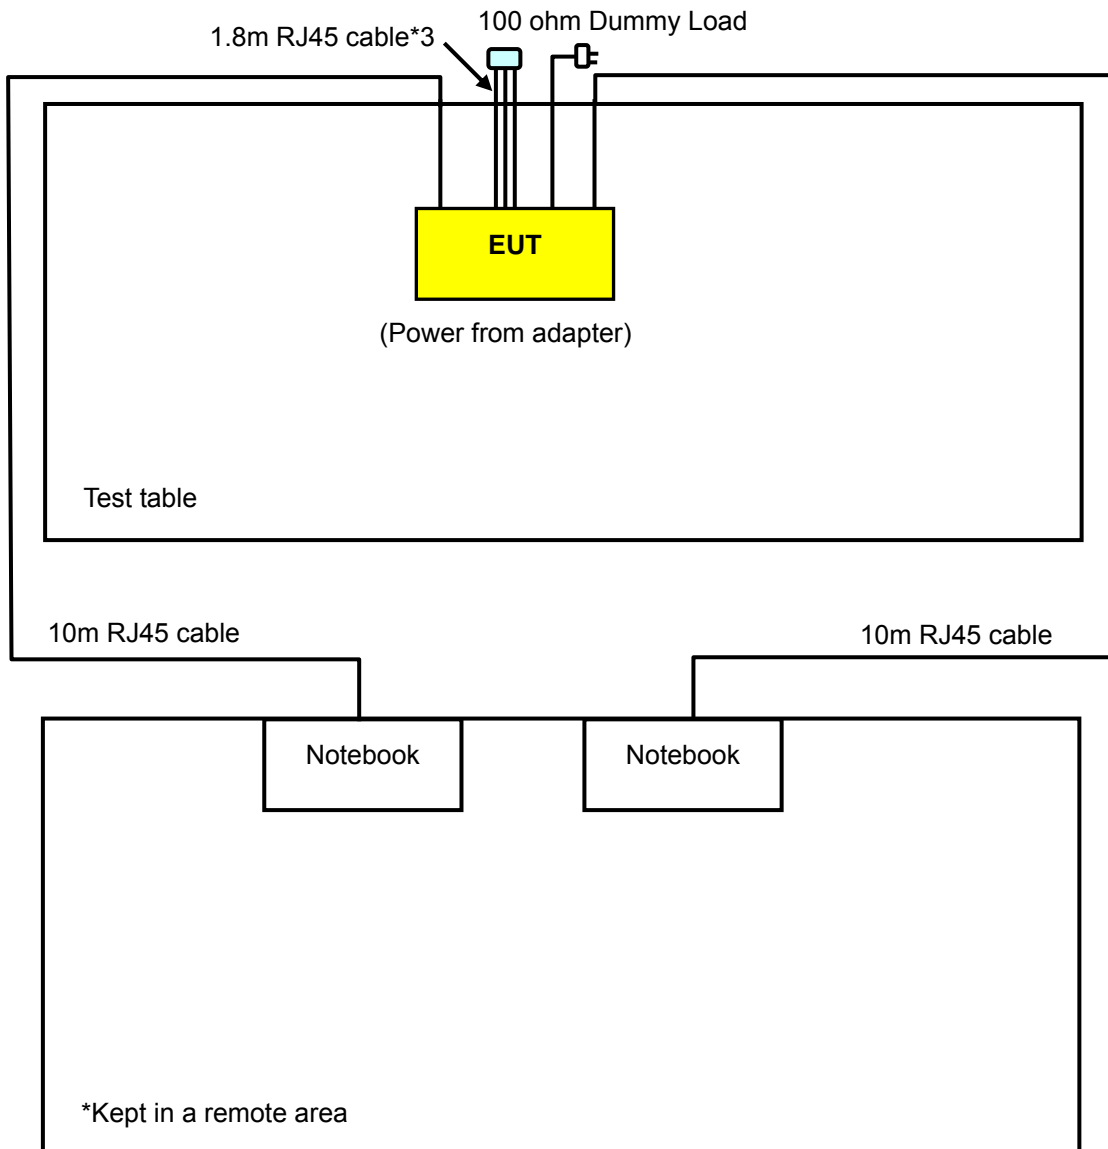 100 ohm Dummy Load
1.8m RJ45 cable*3
EUT
(Power from adapter)
Test table
10m RJ45 cable
10m RJ45 cable
Notebook
Notebook
*Kept in a remote area